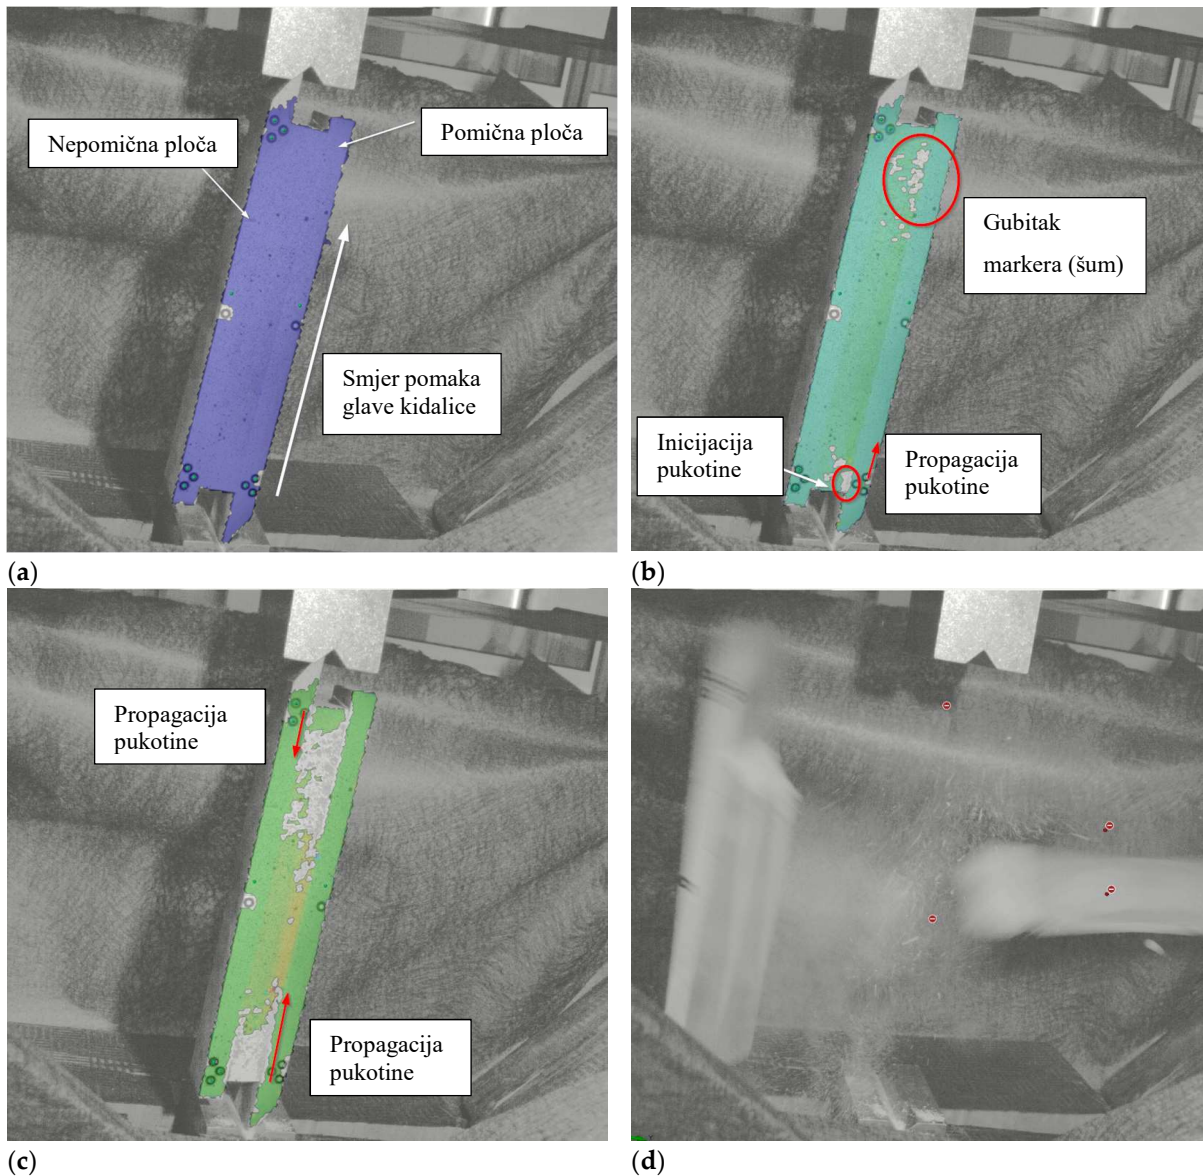 Nepomična ploča
Pomična ploča
Smjer pomaka
glave kidalice
(a)
Gubitak
markera (šum)
Inicijacija
pukotine
Propagacija
pukotine
(b)
Propagacija
pukotine
Propagacija
pukotine
(c)
(d)